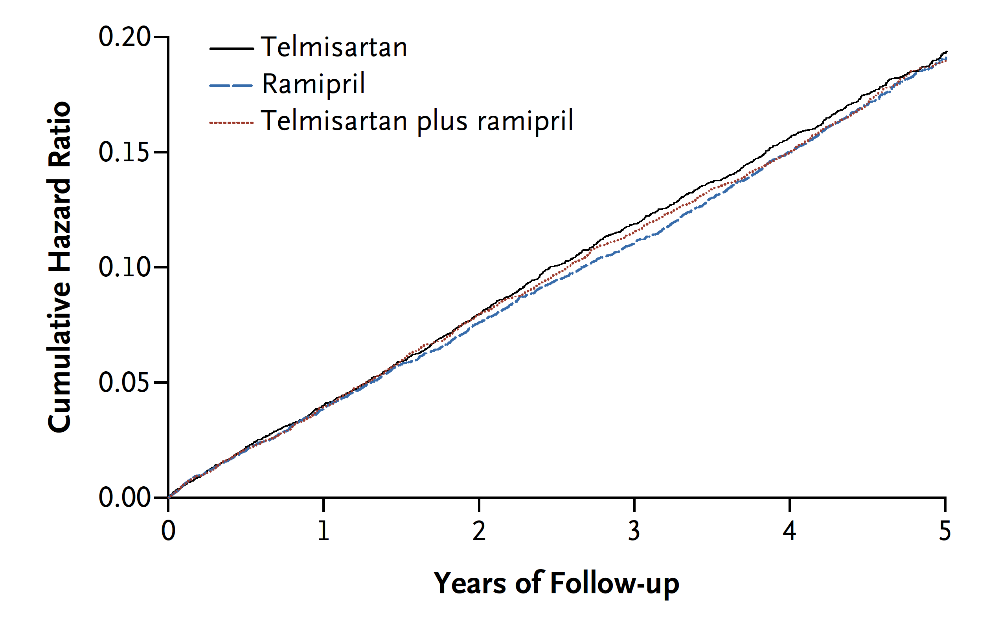 0.20
Telmisartan
Ramipril
Telmisartan plus ramipril
0.15
0.10
0.05
0.00
Cumulative Hazard Ratio
0 1 2 3 4 5
Years of Follow-up